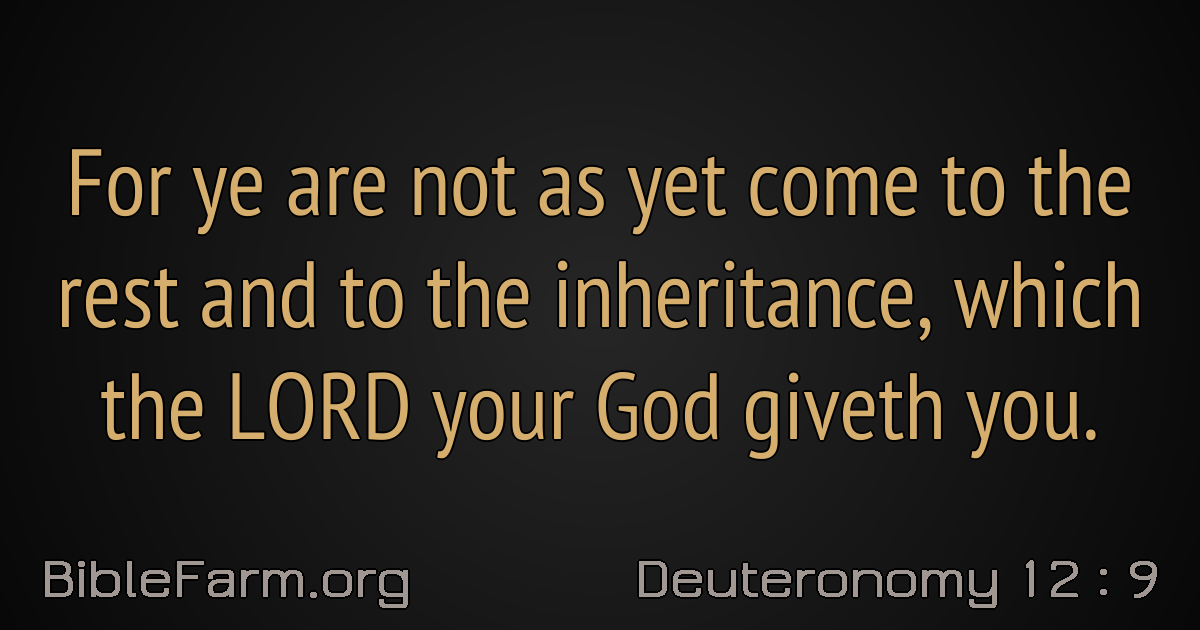 For ye are not as yet come to the
rest and to the inheritance, which
the LORD your God giveth you.
BibleFarm.org
Deuteronomy 12 : 9